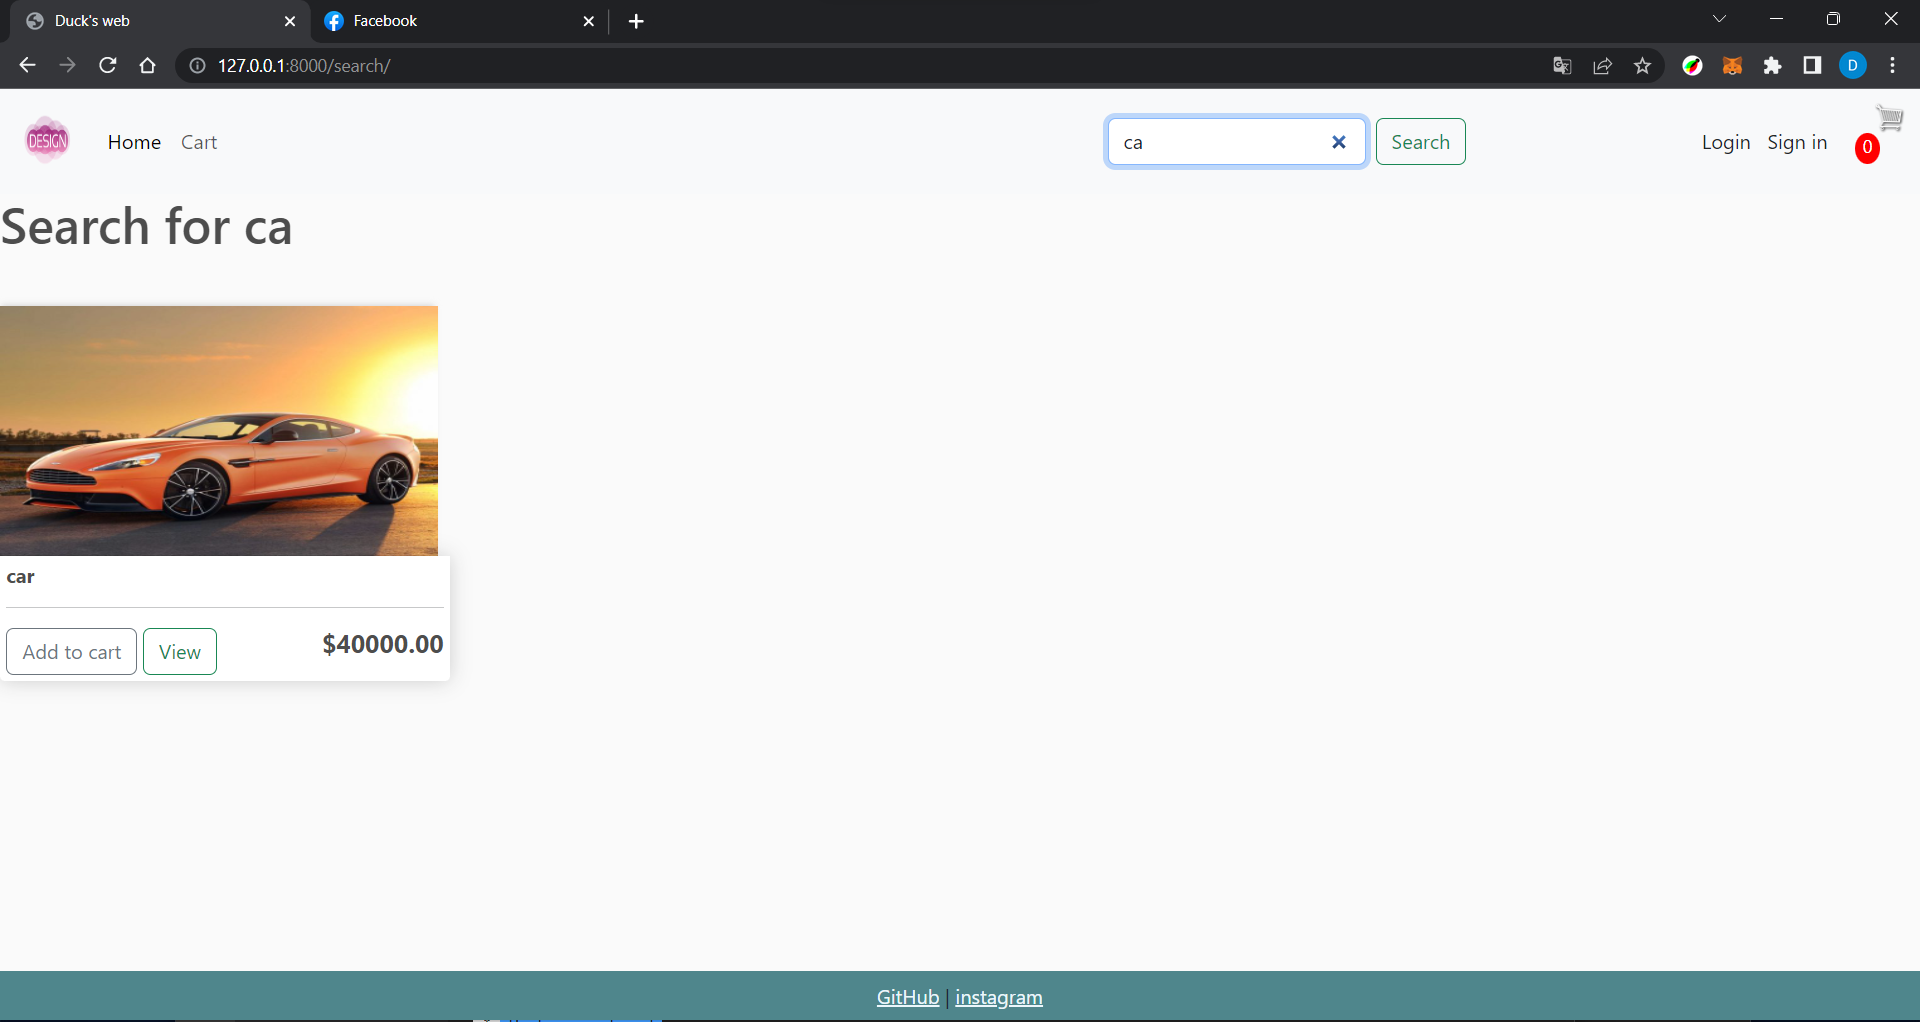 Duck's web
Facebook
127.0.0.1:8000/search/
D
DESIGN
Home
Cart
ca
Search
Login
Sign in
0
Search for ca
car
Add to cart
View
$40000.00
GitHub | instagram